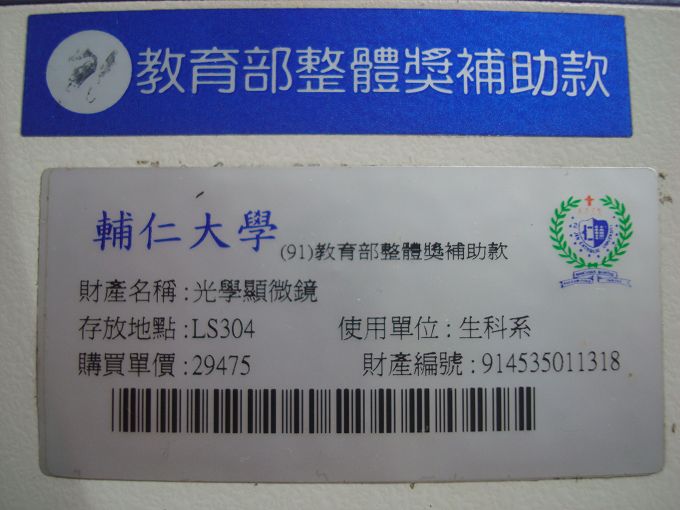 教育部整體獎補助款
輔仁大學 (91)教育部整體獎補助款
財產名稱:光學顯微鏡
存放地點:LS304 使用單位:生科系
購買單價:29475 財產編號:914535011318